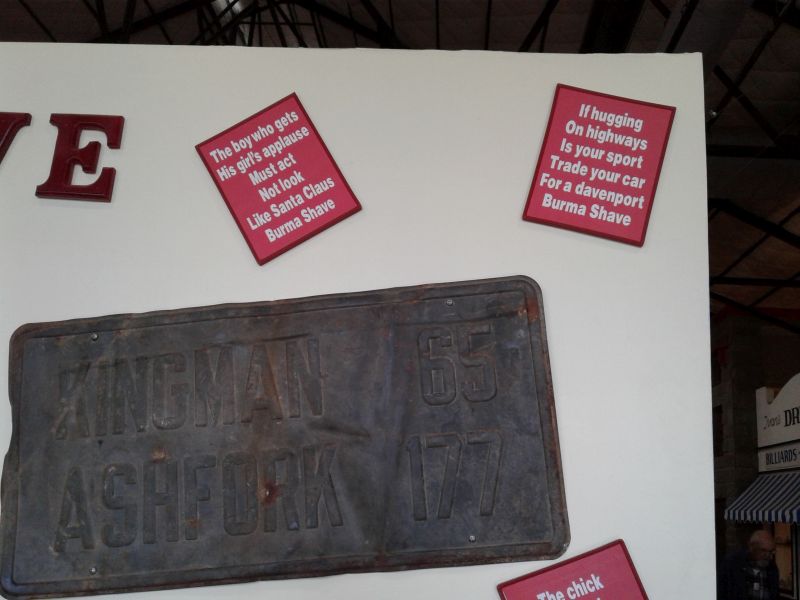 VE
The boy who gets
His girl's applause
Must act
Not look
Like Santa Claus
Burma Shave
If hugging
On highways
Is your sport
Trade your car
For a davenport
Burma Shave
KINGMAN 65
ASHFORK 177
The chick
DR
BILLIARDS